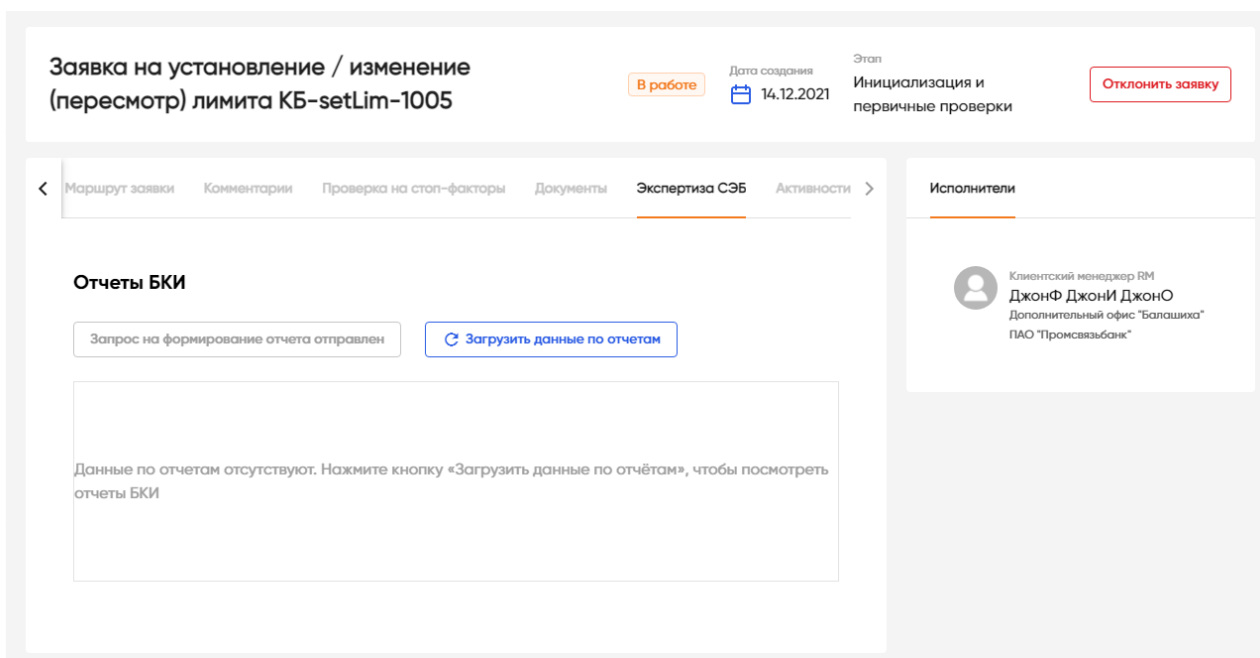 Заявка на установление / изменение
(пересмотр) лимита КБ-setLim-1005
В работе
Дата создания
14.12.2021
Этап
Инициализация и
первичные проверки
Отклонить заявку
Маршрут заявки
Комментарии
Проверка на стоп-факторы
Документы
Экспертиза СЭБ
Активности
Исполнители
Отчеты БКИ
Запрос на формирование отчета отправлен
Загрузить данные по отчетам
Данные по отчетам отсутствуют. Нажмите кнопку «Загрузить данные по отчётам», чтобы посмотреть
отчеты БКИ
Клиентский менеджер RM
ДжонФ ДжонИ ДжонО
Дополнительный офис "Балашиха"
ПАО "Промсвязьбанк"